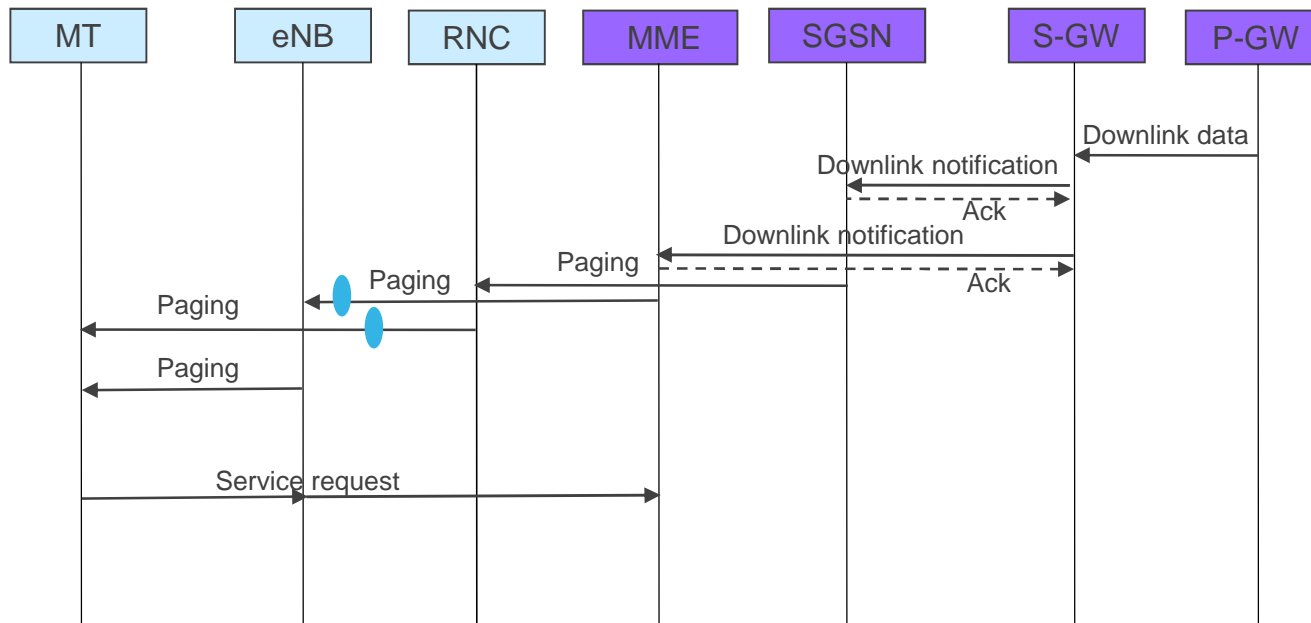 MT
eNB
RNC
MME
SGSN
S-GW
P-GW
Downlink data
Downlink notification
Ack
Downlink notification
Paging
Ack
Paging
Paging
Paging
Service request